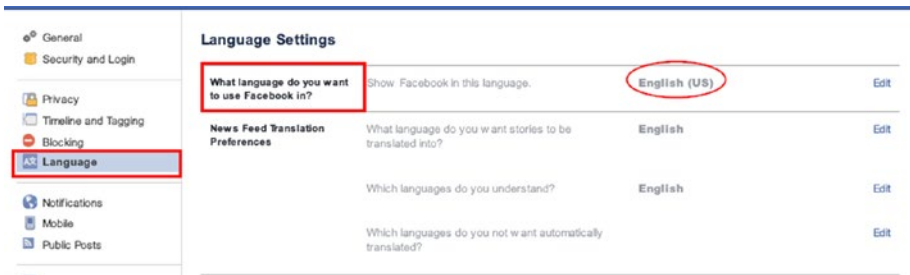 General
Security and Login
Privacy
Timeline and Tagging
Blocking
Language
Notifications
Mobile
Public Posts
Language Settings
What language do you want
to use Facebook in?
Show Facebook in this language.
English (US)
Edit
News Feed Translation
Preferences
What language do you want stories to be
translated into?
English
Edit
Which languages do you understand?
English
Edit
Which languages do you not want automatically
translated?
Edit